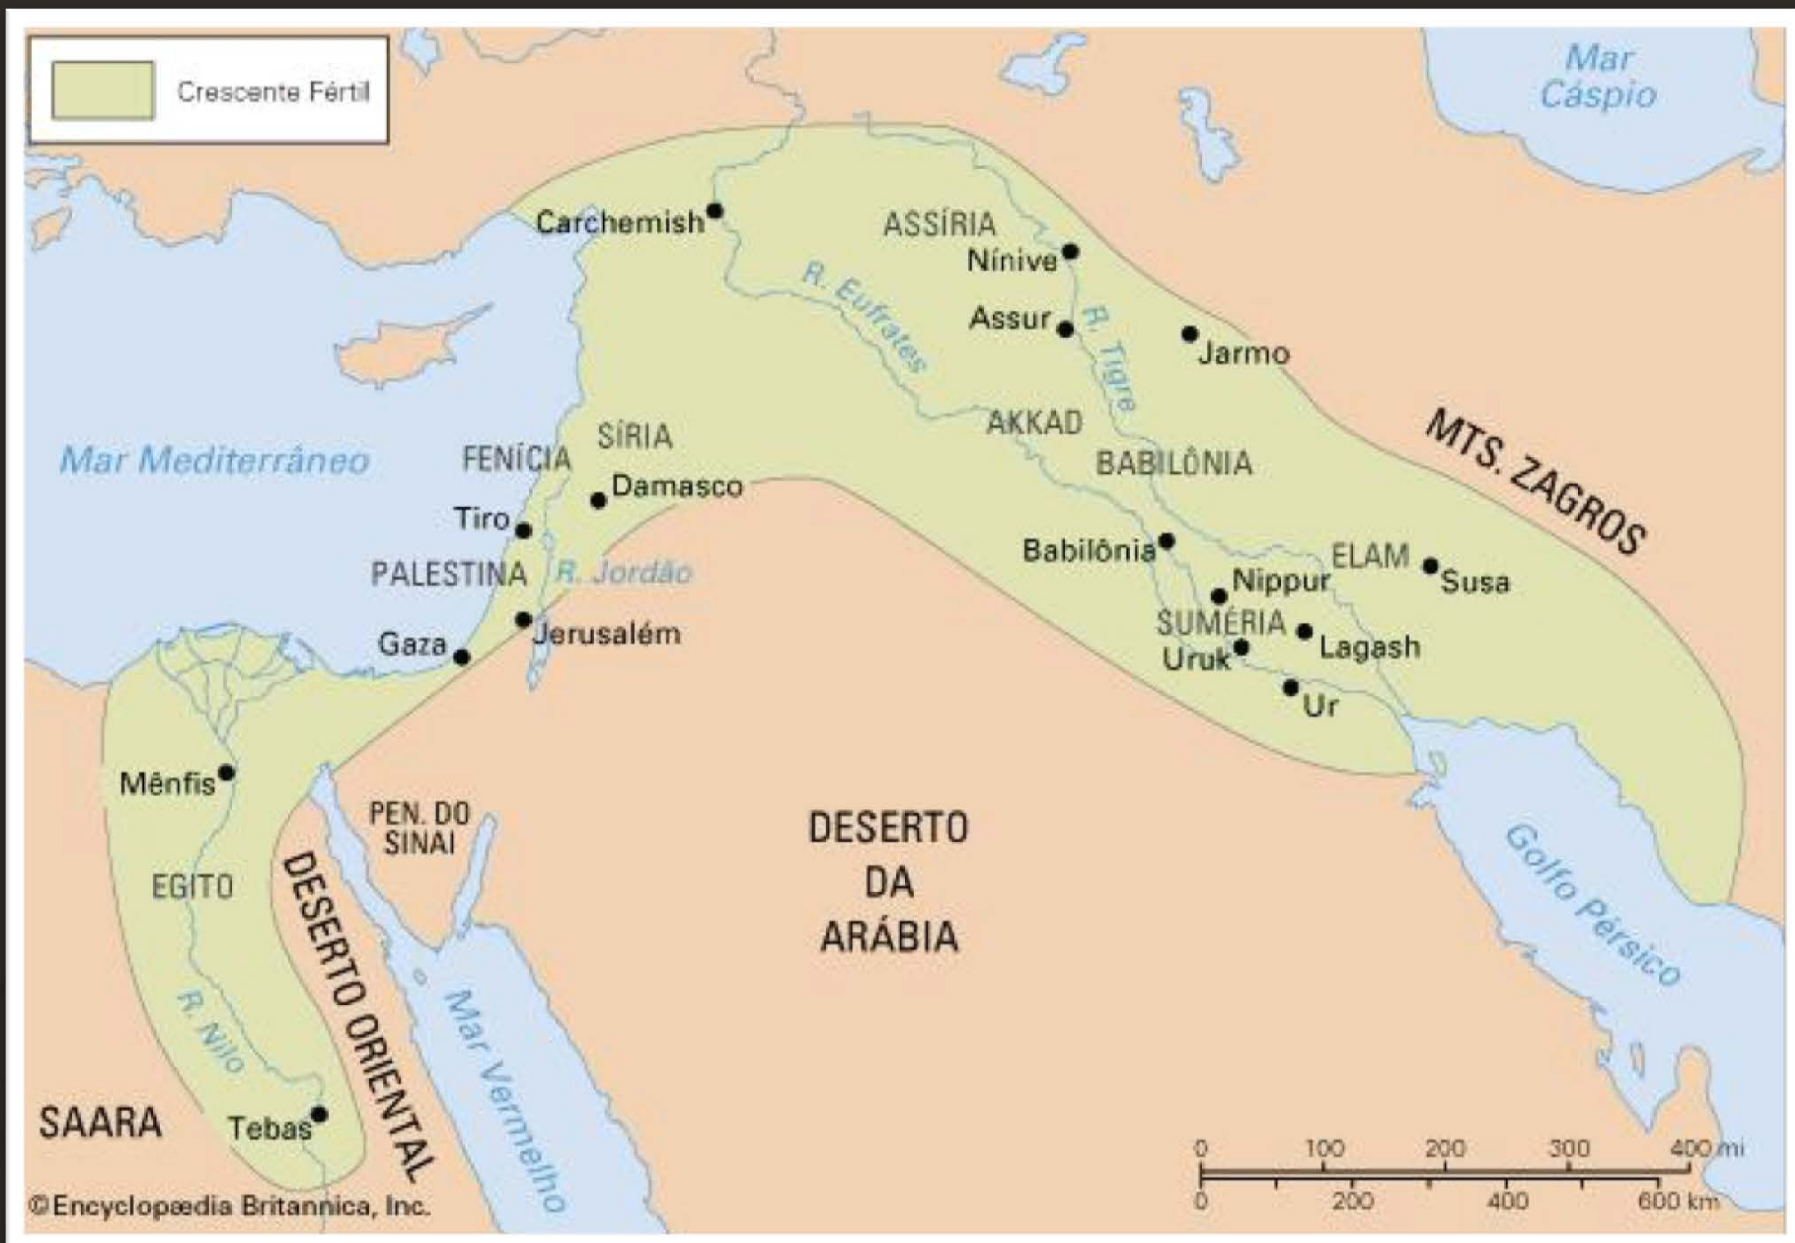 Crescente Fértil
Mar
Cáspio
Carchemish
ASSÍRIA
Nínive
R. Eufrates
Assur
R. Tigre
Jarmo
AKKAD
MTS. ZAGROS
SÍRIA
FENÍCIA
BABILÔNIA
Mar Mediterrâneo
Damasco
Tiro
Babilônia
ELAM
Susa
PALESTINA
R. Jordão
Nippur
SUMÉRIA
Jerusalém
Gaza
Lagash
Uruk
Ur
Mênfis
PEN. DO
SINAI
DESERTO
DA
ARÁBIA
EGITO
DESERTO ORIENTAL
Golfo Pérsico
R. Nilo
Mar Vermelho
SAARA
Tebas
0 100 200 300 400 mi
0 200 400 600 km
©Encyclopædia Britannica, Inc.